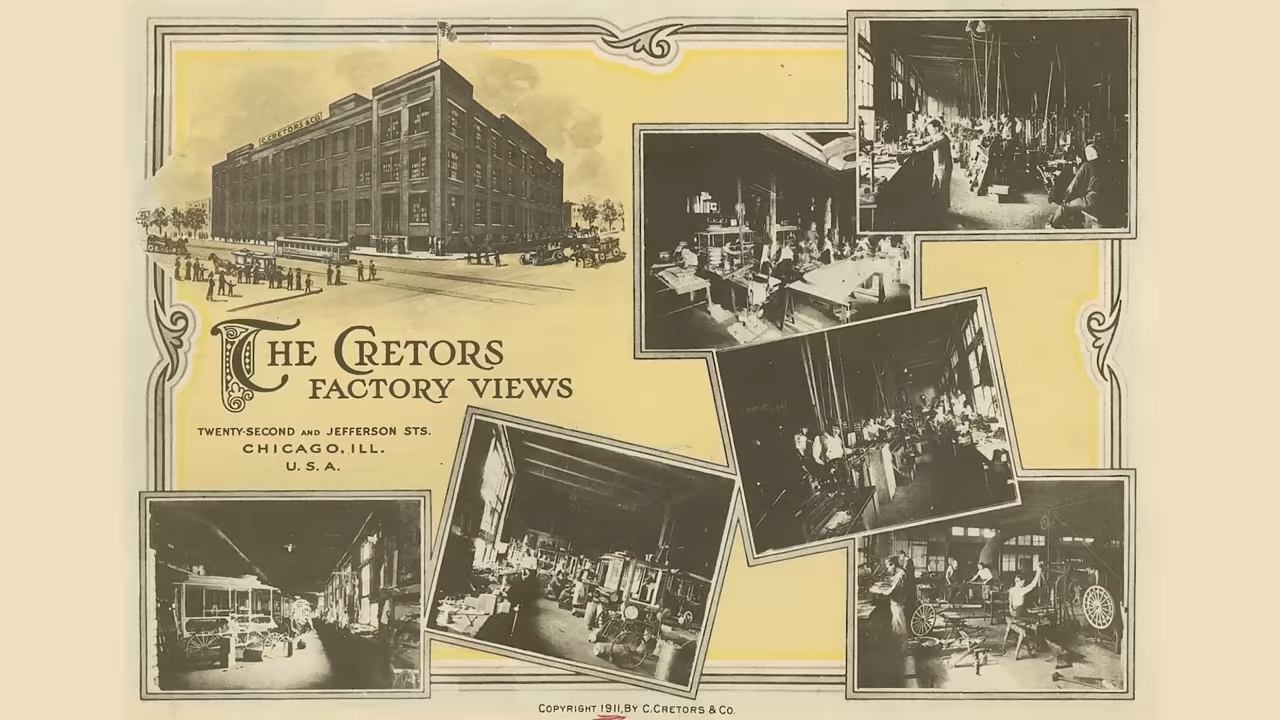 C. CRETORS & CO.
THE CRETORS
FACTORY VIEWS
TWENTY-SECOND AND JEFFERSON STS.
CHICAGO, ILL.
U. S. A.
COPYRIGHT 1911, BY C. CRETORS & CO.